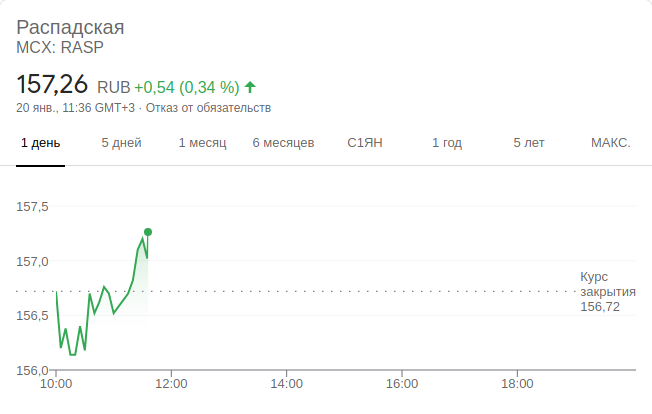 Распадская
MCX: RASP
157,26 RUB +0,54 (0,34 %)
20 янв., 11:36 GMT+3 · Отказ от обязательств
1 день 5 дней 1 месяц 6 месяцев С1ЯН 1 год 5 лет МАКС.
157,5
157,0
Курс
закрытия
156,72
156,5
156,0
10:00 12:00 14:00 16:00 18:00